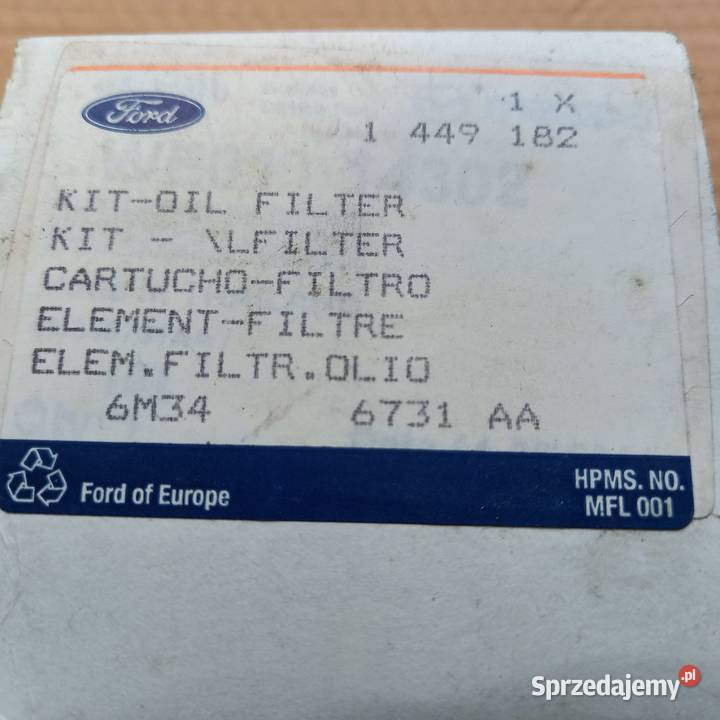 Ford
1 X
1 449 182
KIT-OIL FILTER
KIT - \LFILTER
CARTUCHO-FILTRO
ELEMENT-FILTRE
ELEM.FILTR.OLIO
6M34 6731 AA
Ford of Europe
HPMS. NO.
MFL 001
Sprzedajemy.pl